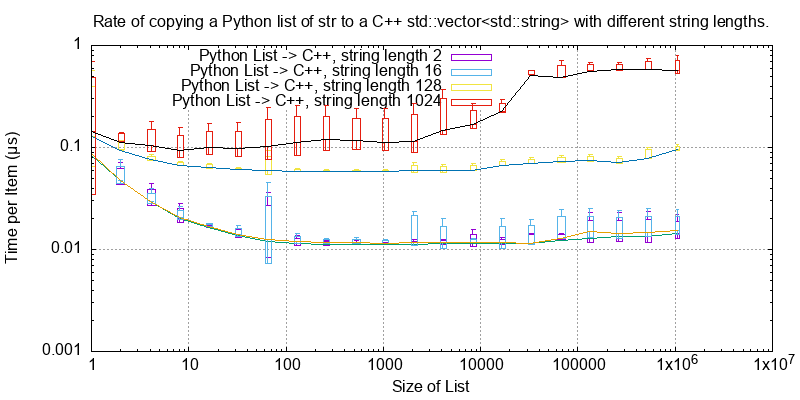 Rate of copying a Python list of str to a C++ std::vector<std::string> with different string lengths.
Python List -> C++, string length 2
Python List -> C++, string length 16
Python List -> C++, string length 128
Python List -> C++, string length 1024
Time per Item (µs)
1
0.1
0.01
0.001
1 10 100 1000 10000 100000 1x10⁶ 1x10⁷
Size of List